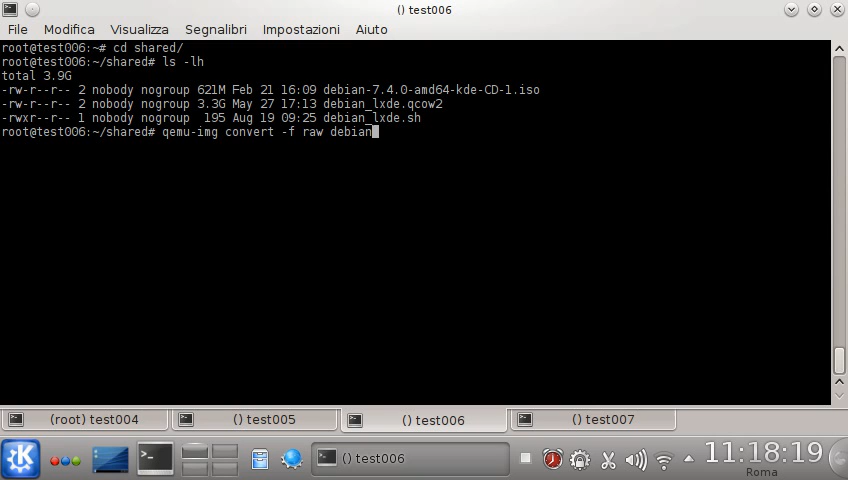 () test006
File Modifica Visualizza Segnalibri Impostazioni Aiuto
root@test006:~# cd shared/
root@test006:~/shared# ls -lh
total 3.9G
-rw-r--r-- 2 nobody nogroup 621M Feb 21 16:09 debian-7.4.0-amd64-kde-CD-1.iso
-rw-r--r-- 2 nobody nogroup 3.3G May 27 17:13 debian_lxde.qcow2
-rwxr--r-- 1 nobody nogroup  195 Aug 19 09:25 debian_lxde.sh
root@test006:~/shared# qemu-img convert -f raw debian
(root) test004 () test005 () test006 () test007
() test006 11:18:19
Roma